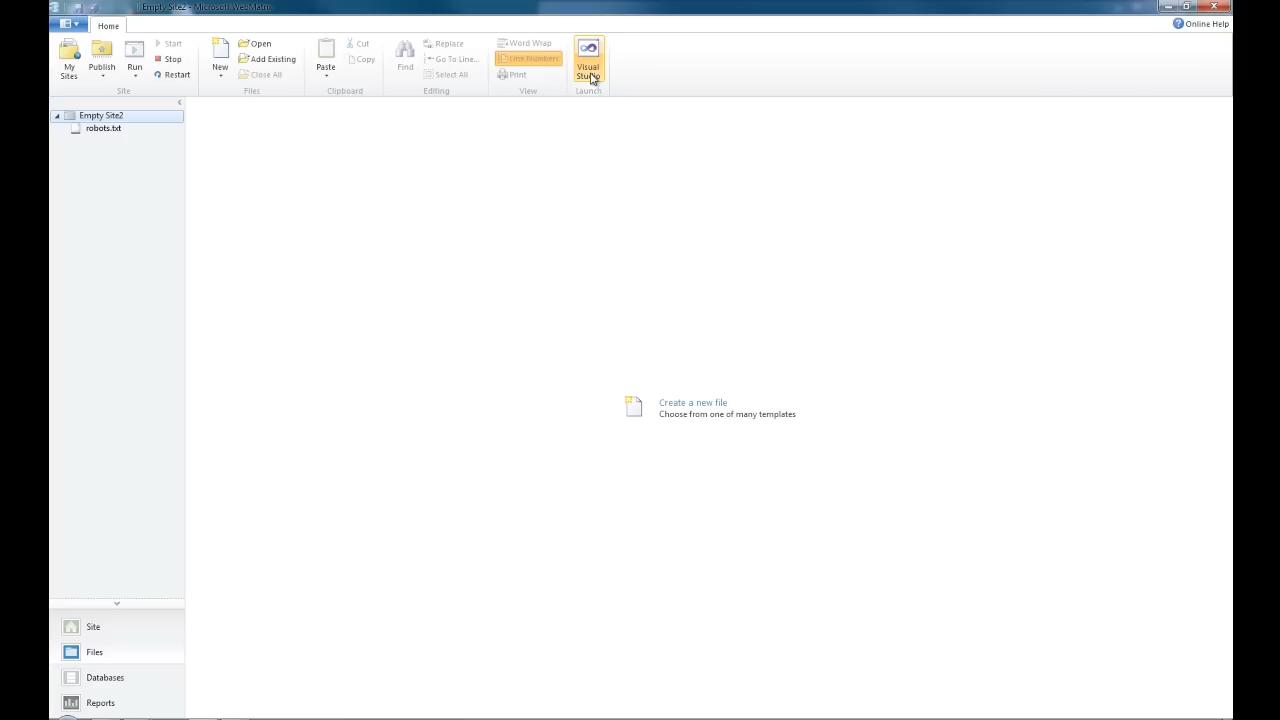 Empty Site2 - Microsoft WebMatrix
Home
Online Help
My Sites
Publish
Run
Start
Stop
Restart
Site
New
Open
Add Existing
Close All
Files
Paste
Cut
Copy
Clipboard
Find
Replace
Go To Line...
Select All
Editing
Word Wrap
Line Numbers
Print
View
Visual Studio
Launch
Empty Site2
robots.txt
Create a new file
Choose from one of many templates
Site
Files
Databases
Reports